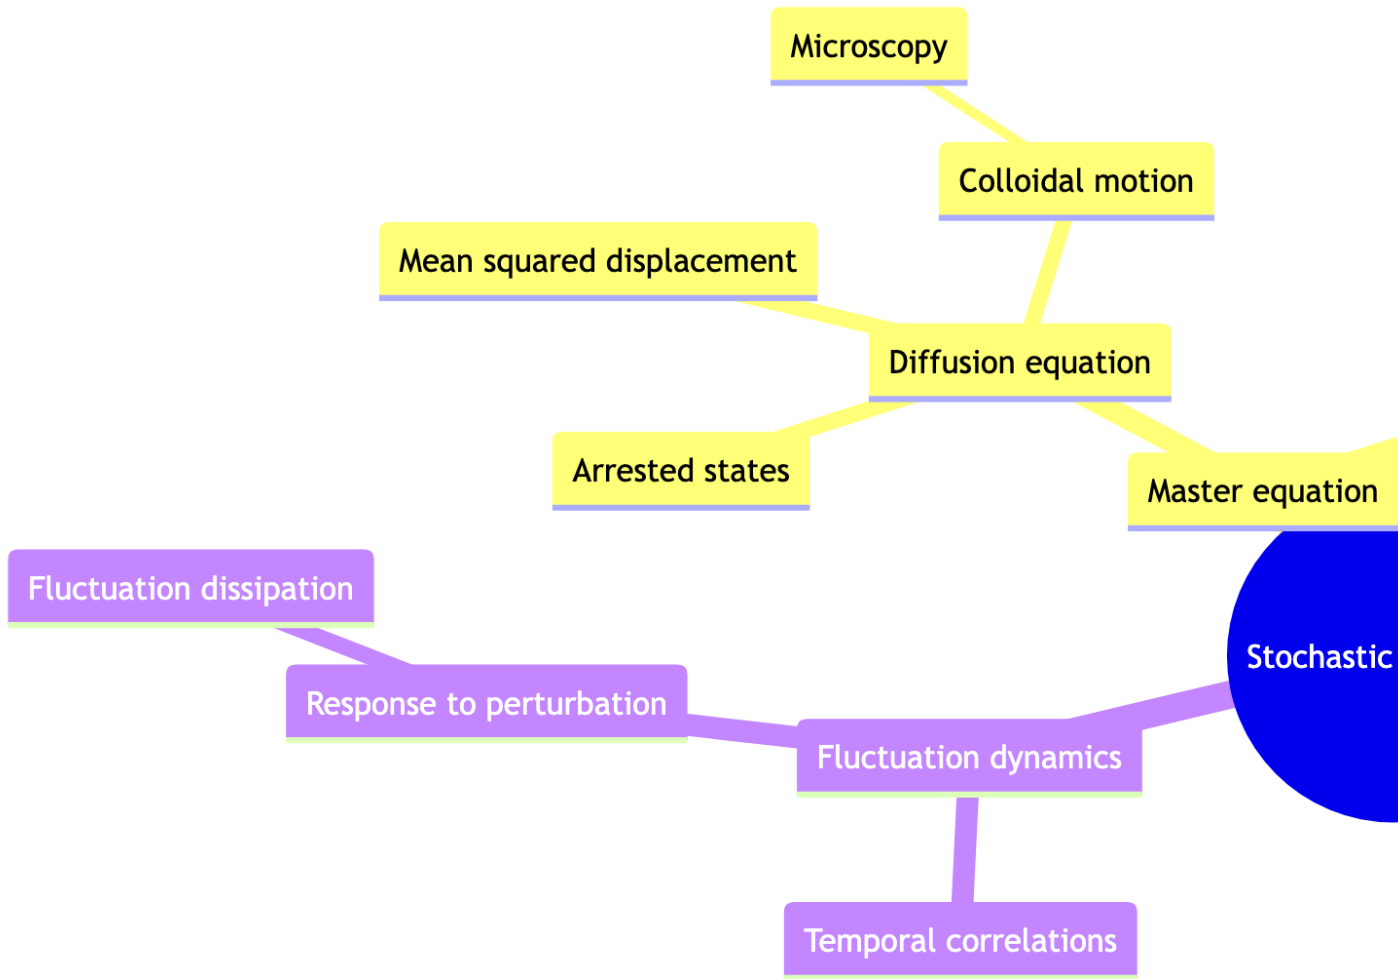 Microscopy
Colloidal motion
Mean squared displacement
Diffusion equation
Arrested states
Master equation
Fluctuation dissipation
Stochastic
Response to perturbation
Fluctuation dynamics
Temporal correlations